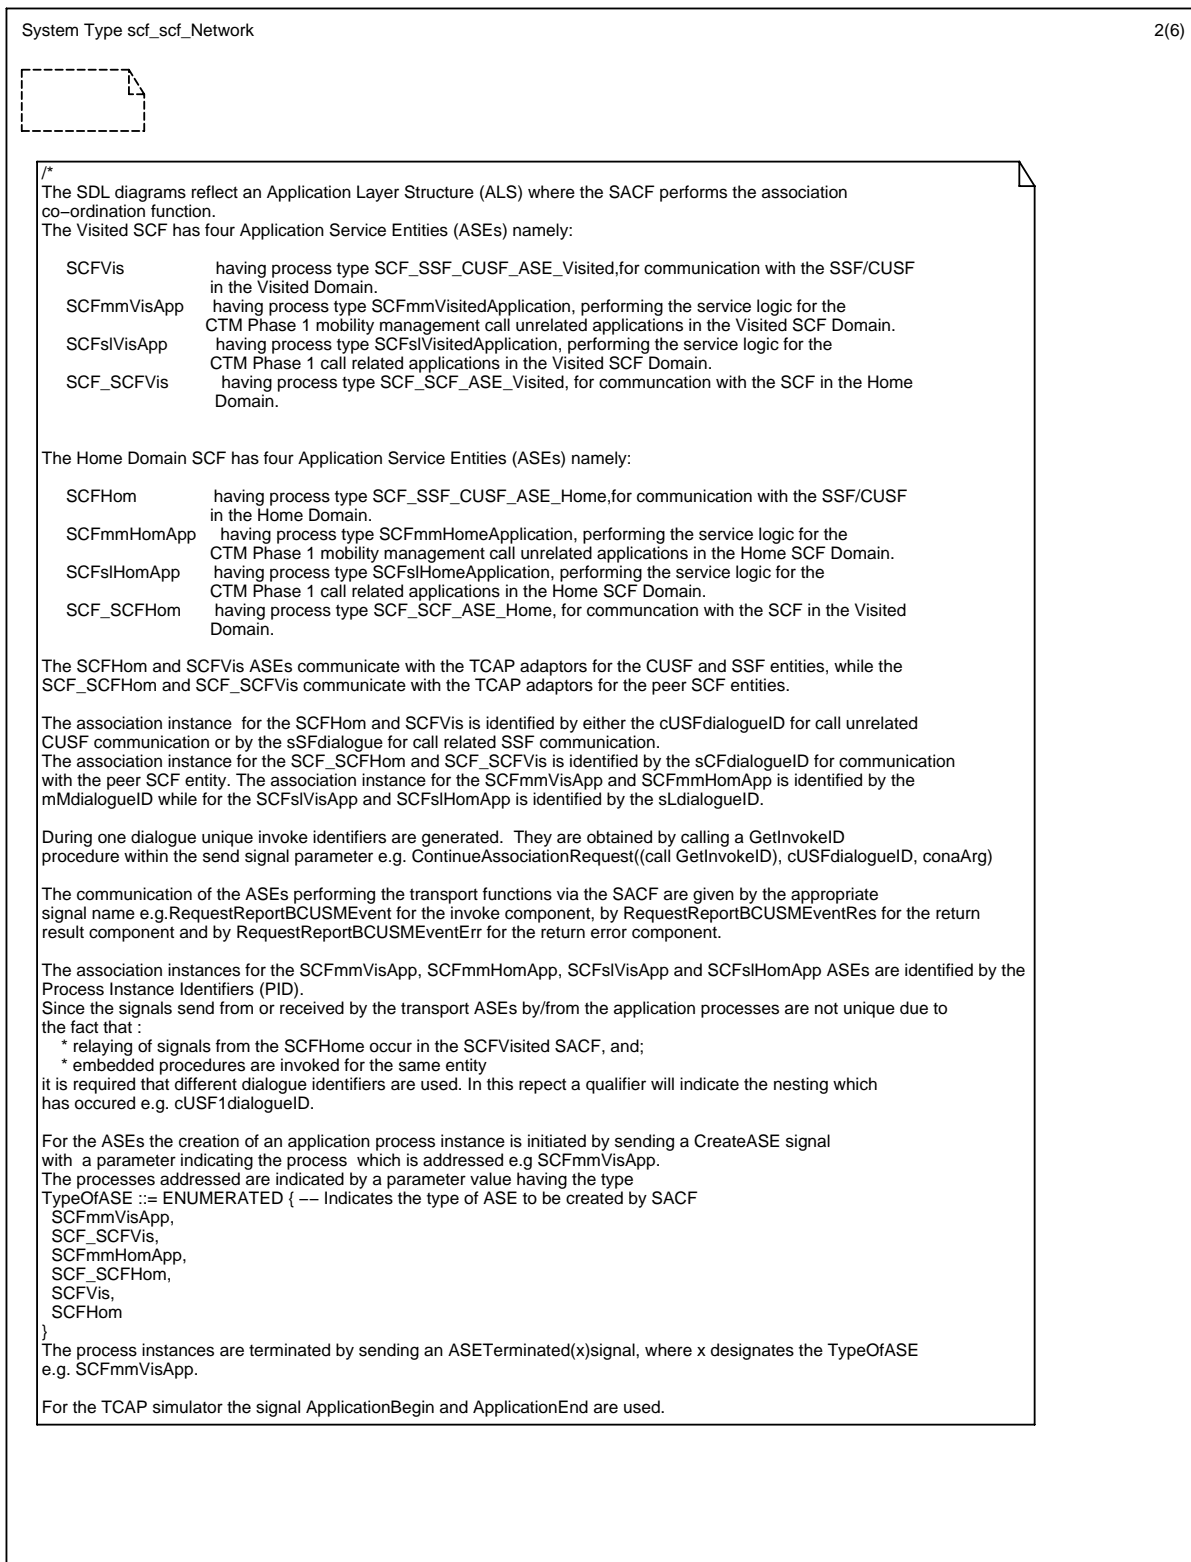 System Type scf_scf_Network 2(6)
/*
The SDL diagrams reflect an Application Layer Structure (ALS) where the SACF performs the association
co−ordination function.
The Visited SCF has four Application Service Entities (ASEs) namely:
SCFVis having process type SCF_SSF_CUSF_ASE_Visited,for communication with the SSF/CUSF
in the Visited Domain.
SCFmmVisApp having process type SCFmmVisitedApplication, performing the service logic for the
CTM Phase 1 mobility management call unrelated applications in the Visited SCF Domain.
SCFslVisApp having process type SCFslVisitedApplication, performing the service logic for the
CTM Phase 1 call related applications in the Visited SCF Domain.
SCF_SCFVis having process type SCF_SCF_ASE_Visited, for communcation with the SCF in the Home
Domain.
The Home Domain SCF has four Application Service Entities (ASEs) namely:
SCFHom having process type SCF_SSF_CUSF_ASE_Home,for communication with the SSF/CUSF
in the Home Domain.
SCFmmHomApp having process type SCFmmHomeApplication, performing the service logic for the
CTM Phase 1 mobility management call unrelated applications in the Home SCF Domain.
SCFslHomApp having process type SCFslHomeApplication, performing the service logic for the
CTM Phase 1 call related applications in the Home SCF Domain.
SCF_SCFHom having process type SCF_SCF_ASE_Home, for communcation with the SCF in the Visited
Domain.
The SCFHom and SCFVis ASEs communicate with the TCAP adaptors for the CUSF and SSF entities, while the
SCF_SCFHom and SCF_SCFVis communicate with the TCAP adaptors for the peer SCF entities.
The association instance for the SCFHom and SCFVis is identified by either the cUSFdialogueID for call unrelated
CUSF communication or by the sSFdialogue for call related SSF communication.
The association instance for the SCF_SCFHom and SCF_SCFVis is identified by the sCFdialogueID for communication
with the peer SCF entity. The association instance for the SCFmmVisApp and SCFmmHomApp is identified by the
mMdialogueID while for the SCFslVisApp and SCFslHomApp is identified by the sLdialogueID.
During one dialogue unique invoke identifiers are generated. They are obtained by calling a GetInvokeID
procedure within the send signal parameter e.g. ContinueAssociationRequest((call GetInvokeID), cUSFdialogueID, conaArg)
The communication of the ASEs performing the transport functions via the SACF are given by the appropriate
signal name e.g.RequestReportBCUSMEvent for the invoke component, by RequestReportBCUSMEventRes for the return
result component and by RequestReportBCUSMEventErr for the return error component.
The association instances for the SCFmmVisApp, SCFmmHomApp, SCFslVisApp and SCFslHomApp ASEs are identified by the
Process Instance Identifiers (PID).
Since the signals send from or received by the transport ASEs by/from the application processes are not unique due to
the fact that :
* relaying of signals from the SCFHome occur in the SCFVisited SACF, and;
* embedded procedures are invoked for the same entity
it is required that different dialogue identifiers are used. In this repect a qualifier will indicate the nesting which
has occured e.g. cUSF1dialogueID.
For the ASEs the creation of an application process instance is initiated by sending a CreateASE signal
with a parameter indicating the process which is addressed e.g SCFmmVisApp.
The processes addressed are indicated by a parameter value having the type
TypeOfASE ::= ENUMERATED { −− Indicates the type of ASE to be created by SACF
SCFmmVisApp,
SCF_SCFVis,
SCFmmHomApp,
SCF_SCFHom,
SCFVis,
SCFHom
}
The process instances are terminated by sending an ASETerminated(x)signal, where x designates the TypeOfASE
e.g. SCFmmVisApp.
For the TCAP simulator the signal ApplicationBegin and ApplicationEnd are used.